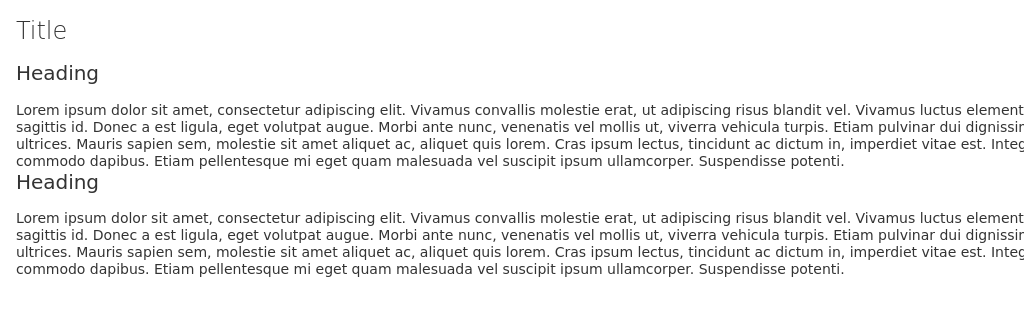 Title
Heading
Lorem ipsum dolor sit amet, consectetur adipiscing elit. Vivamus convallis molestie erat, ut adipiscing risus blandit vel. Vivamus luctus element
sagittis id. Donec a est ligula, eget volutpat augue. Morbi ante nunc, venenatis vel mollis ut, viverra vehicula turpis. Etiam pulvinar dui dignissir
ultrices. Mauris sapien sem, molestie sit amet aliquet ac, aliquet quis lorem. Cras ipsum lectus, tincidunt ac dictum in, imperdiet vitae est. Integ
commodo dapibus. Etiam pellentesque mi eget quam malesuada vel suscipit ipsum ullamcorper. Suspendisse potenti.
Heading
Lorem ipsum dolor sit amet, consectetur adipiscing elit. Vivamus convallis molestie erat, ut adipiscing risus blandit vel. Vivamus luctus element
sagittis id. Donec a est ligula, eget volutpat augue. Morbi ante nunc, venenatis vel mollis ut, viverra vehicula turpis. Etiam pulvinar dui dignissir
ultrices. Mauris sapien sem, molestie sit amet aliquet ac, aliquet quis lorem. Cras ipsum lectus, tincidunt ac dictum in, imperdiet vitae est. Integ
commodo dapibus. Etiam pellentesque mi eget quam malesuada vel suscipit ipsum ullamcorper. Suspendisse potenti.